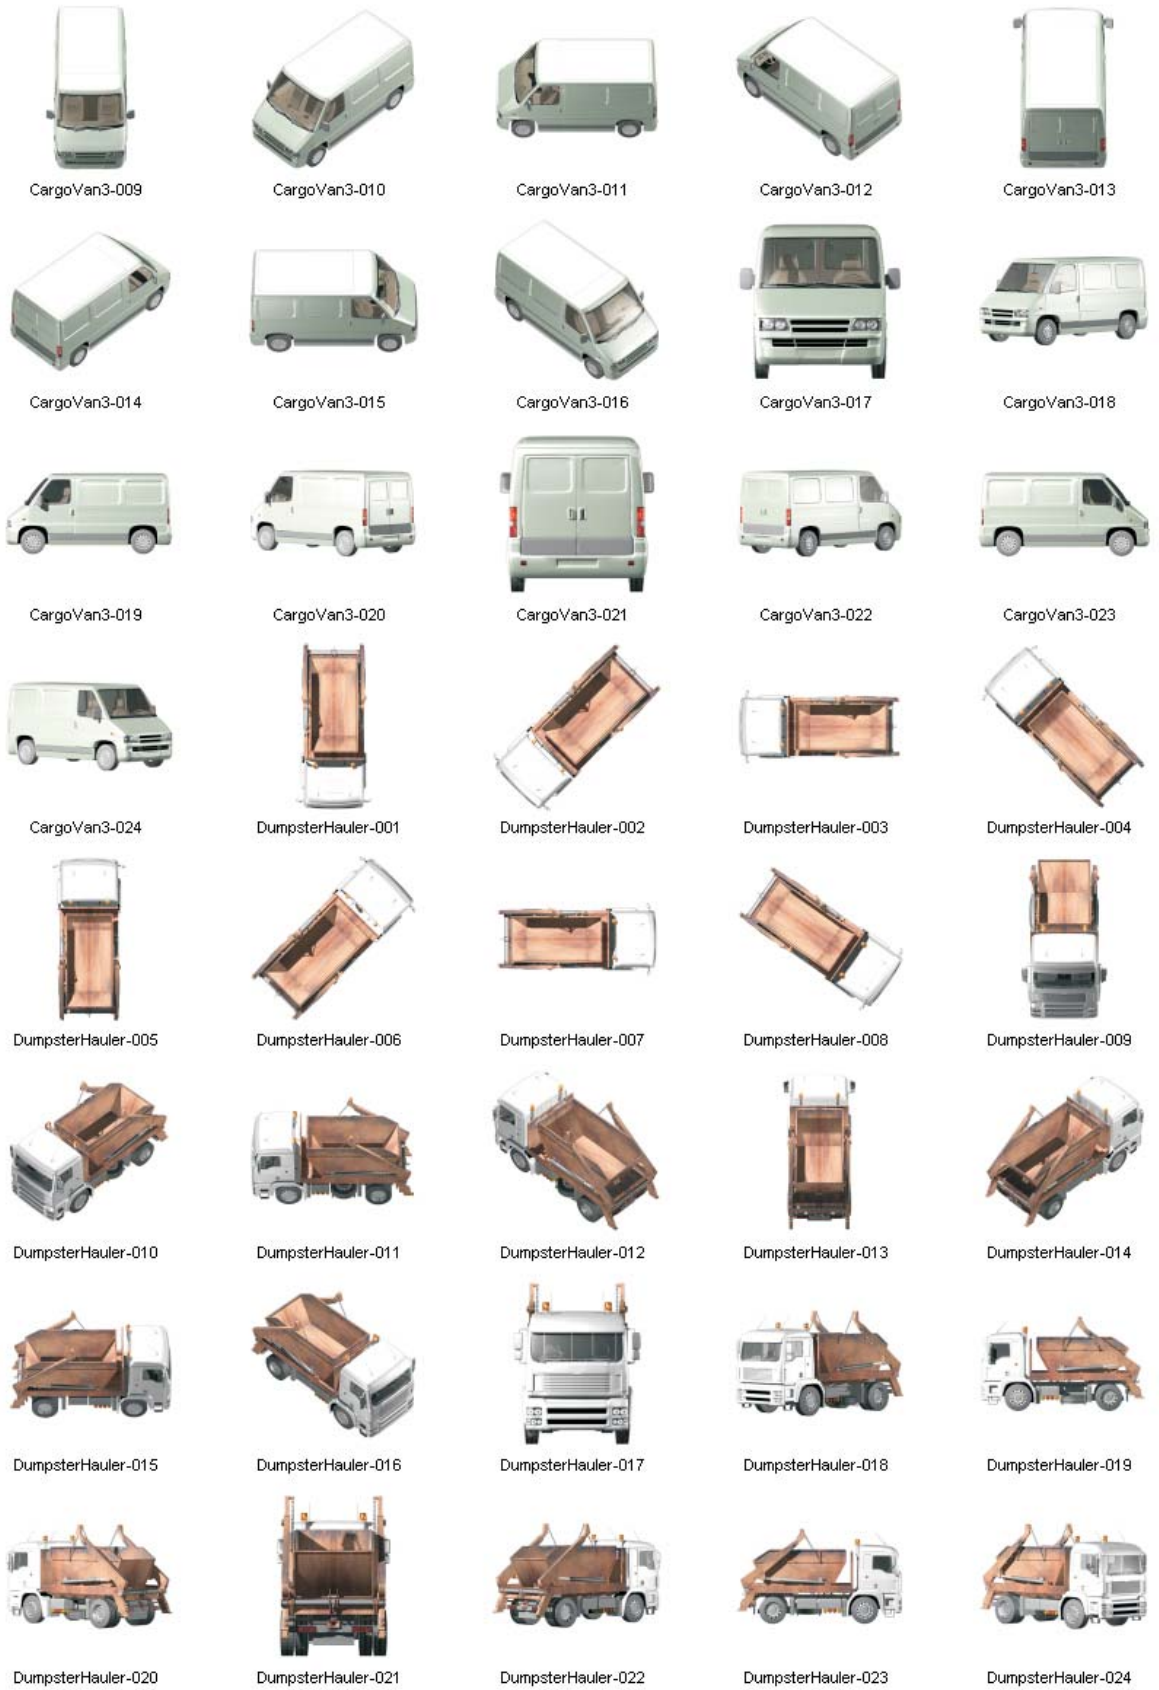 CargoVan3-009 CargoVan3-010 CargoVan3-011 CargoVan3-012 CargoVan3-013
CargoVan3-014 CargoVan3-015 CargoVan3-016 CargoVan3-017 CargoVan3-018
CargoVan3-019 CargoVan3-020 CargoVan3-021 CargoVan3-022 CargoVan3-023
CargoVan3-024 DumpsterHauler-001 DumpsterHauler-002 DumpsterHauler-003 DumpsterHauler-004
DumpsterHauler-005 DumpsterHauler-006 DumpsterHauler-007 DumpsterHauler-008 DumpsterHauler-009
DumpsterHauler-010 DumpsterHauler-011 DumpsterHauler-012 DumpsterHauler-013 DumpsterHauler-014
DumpsterHauler-015 DumpsterHauler-016 DumpsterHauler-017 DumpsterHauler-018 DumpsterHauler-019
DumpsterHauler-020 DumpsterHauler-021 DumpsterHauler-022 DumpsterHauler-023 DumpsterHauler-024